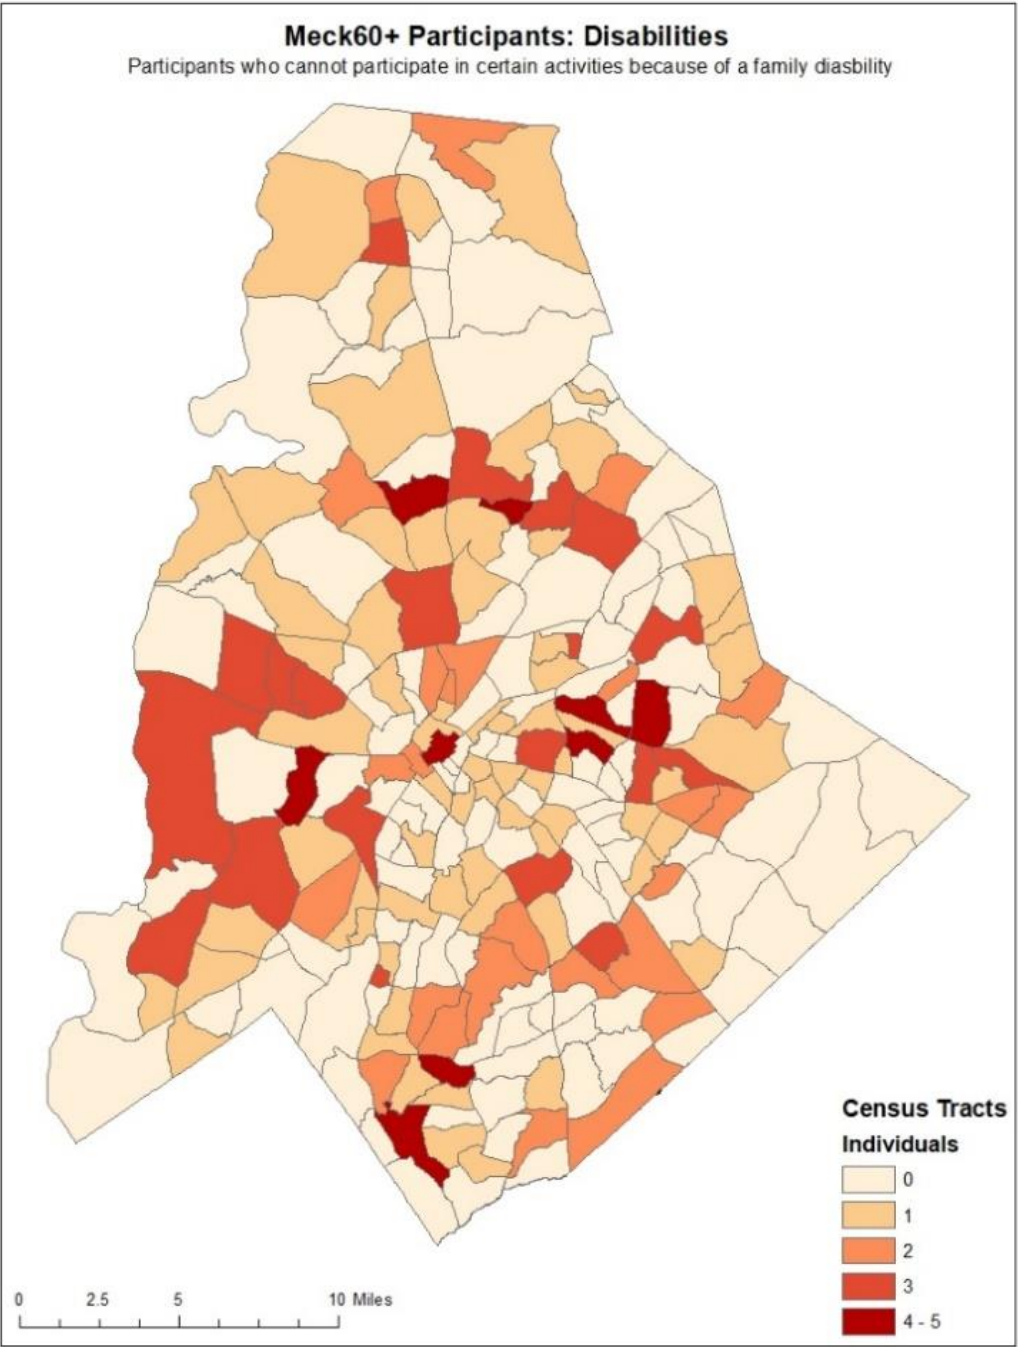 Meck60+ Participants: Disabilities
Participants who cannot participate in certain activities because of a family diasbility
Census Tracts
Individuals
0
1
2
3
4 - 5
0 2.5 5 10 Miles